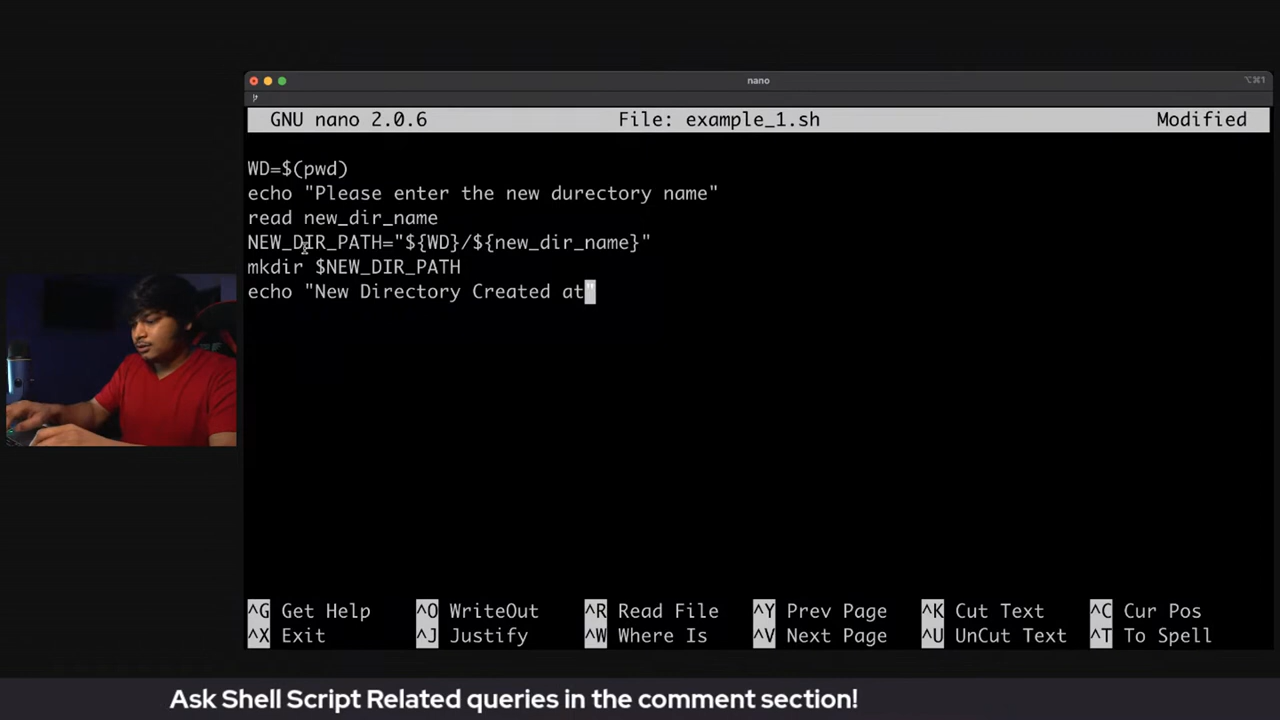 nano
⌥⌘1
GNU nano 2.0.6 File: example_1.sh Modified
WD=$(pwd)
echo "Please enter the new durectory name"
read new_dir_name
NEW_DIR_PATH="${WD}/${new_dir_name}"
mkdir $NEW_DIR_PATH
echo "New Directory Created at"
^G Get Help ^O WriteOut ^R Read File ^Y Prev Page ^K Cut Text ^C Cur Pos
^X Exit ^J Justify ^W Where Is ^V Next Page ^U UnCut Text ^T To Spell
Ask Shell Script Related queries in the comment section!